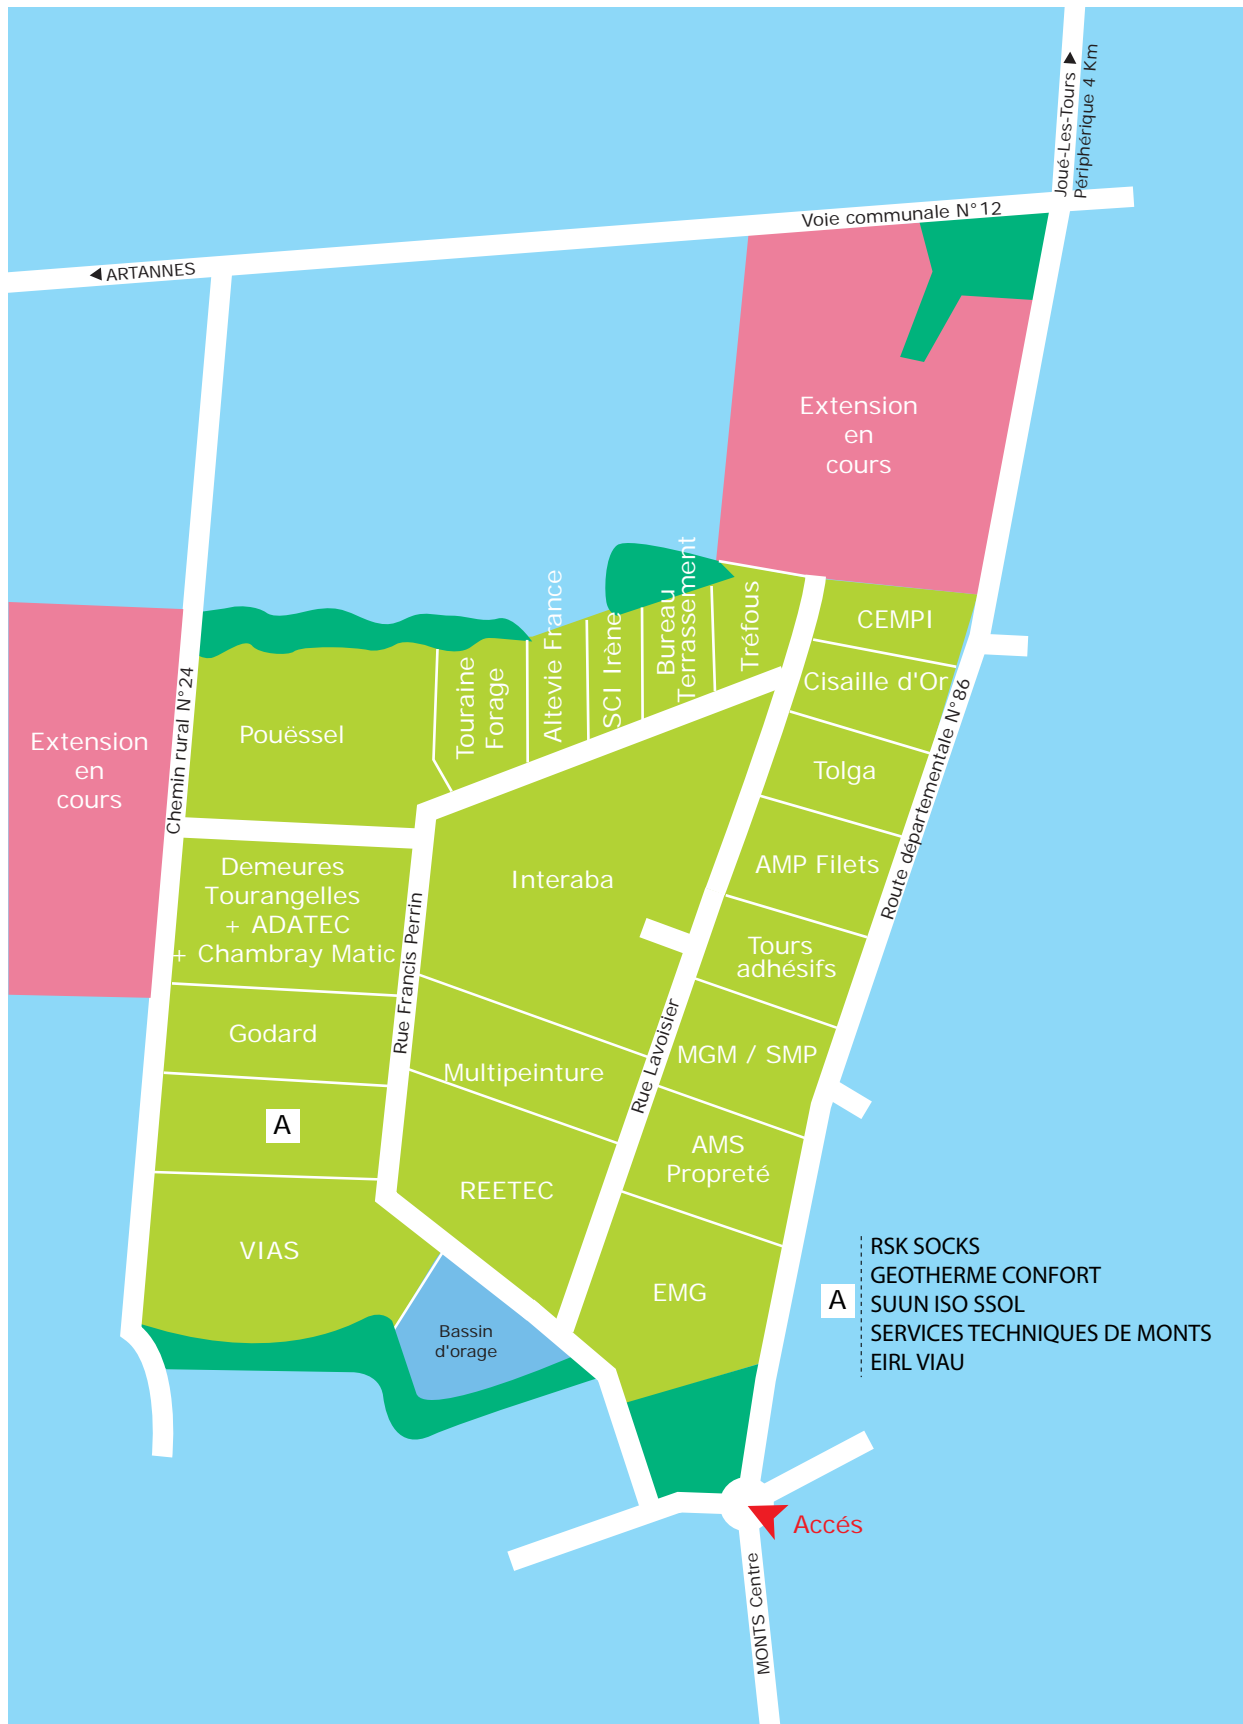 Joué-Les-Tours ▲
Périphérique 4 Km
Voie communale N°12
◀ ARTANNES
Extension
en
cours
CEMPI
Cisaille d'Or
Tréfous
Bureau
Terrassement
SCI Irène
Altevie France
Touraine
Forage
Pouëssel
Chemin rural N°24
Extension
en
cours
Route départementale N°86
Tolga
AMP Filets
Interaba
Demeures
Tourangelles
+ ADATEC
+ Chambray Matic
Rue Francis Perrin
Tours
adhésifs
Godard
Rue Lavoisier
MGM / SMP
Multipeinture
A
AMS
Propreté
REETEC
VIAS
EMG
Bassin
d'orage
A
RSK SOCKS
GEOTHERME CONFORT
SUUN ISO SSOL
SERVICES TECHNIQUES DE MONTS
EIRL VIAU
Accés
MONTS Centre